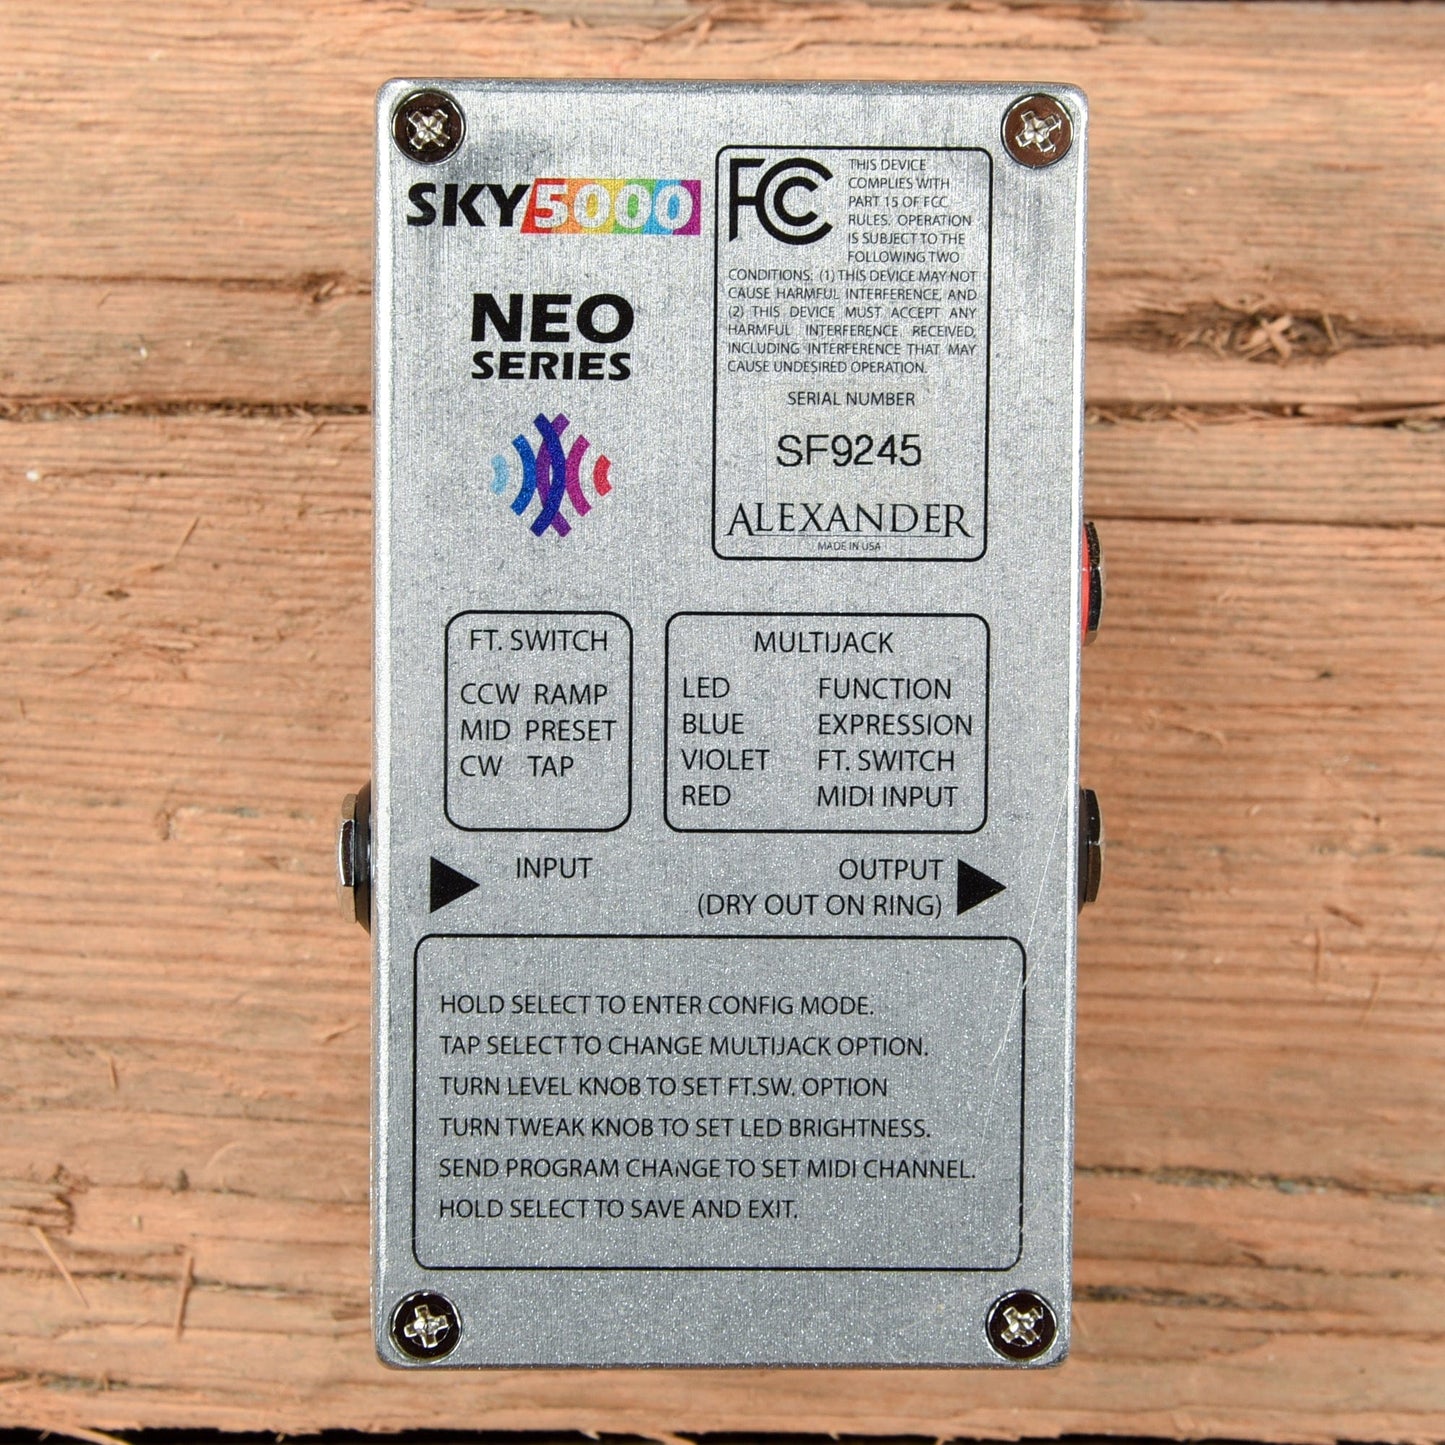 SKY5000
NEO
SERIES
FC
THIS DEVICE
COMPLIES WITH
PART 15 OF FCC
RULES. OPERATION
IS SUBJECT TO THE
FOLLOWING TWO
CONDITIONS: (1) THIS DEVICE MAY NOT
CAUSE HARMFUL INTERFERENCE, AND
(2) THIS DEVICE MUST ACCEPT ANY
HARMFUL INTERFERENCE RECEIVED,
INCLUDING INTERFERENCE THAT MAY
CAUSE UNDESIRED OPERATION.
SERIAL NUMBER
SF9245
ALEXANDER
MADE IN USA
FT. SWITCH
CCW RAMP
MID PRESET
CW TAP
MULTIJACK
LED FUNCTION
BLUE EXPRESSION
VIOLET FT. SWITCH
RED MIDI INPUT
INPUT
OUTPUT
(DRY OUT ON RING)
HOLD SELECT TO ENTER CONFIG MODE.
TAP SELECT TO CHANGE MULTIJACK OPTION.
TURN LEVEL KNOB TO SET FT.SW. OPTION
TURN TWEAK KNOB TO SET LED BRIGHTNESS.
SEND PROGRAM CHANGE TO SET MIDI CHANNEL.
HOLD SELECT TO SAVE AND EXIT.